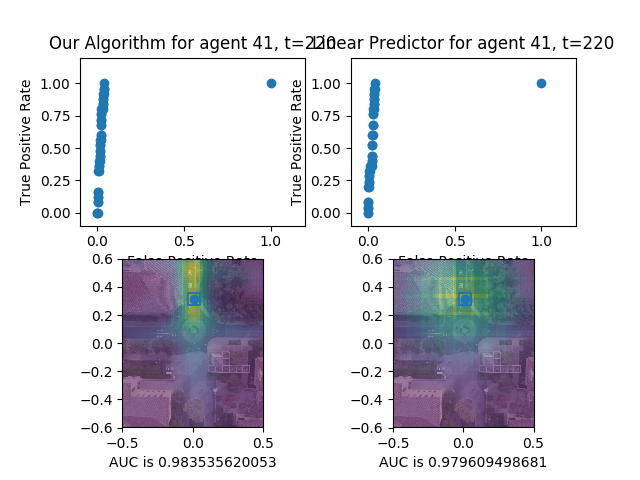 Our Algorithm for agent 41, t=220
Linear Predictor for agent 41, t=220
True Positive Rate
1.00
0.75
0.50
0.25
0.00
0.0 0.5 1.0
False Positive Rate
True Positive Rate
1.00
0.75
0.50
0.25
0.00
0.0 0.5 1.0
False Positive Rate
0.6
0.4
0.2
0.0
−0.2
−0.4
−0.6
−0.5 0.0 0.5
AUC is 0.983535620053
0.6
0.4
0.2
0.0
−0.2
−0.4
−0.6
−0.5 0.0 0.5
AUC is 0.979609498681